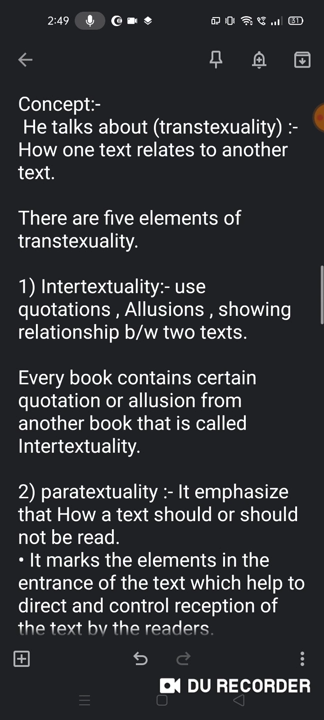 2:49
81
Concept:-
He talks about (transtexuality) :-
How one text relates to another
text.
There are five elements of
transtexuality.
1) Intertextuality:- use
quotations , Allusions , showing
relationship b/w two texts.
Every book contains certain
quotation or allusion from
another book that is called
Intertextuality.
2) paratextuality :- It emphasize
that How a text should or should
not be read.
• It marks the elements in the
entrance of the text which help to
direct and control reception of
the text by the readers.
DU RECORDER